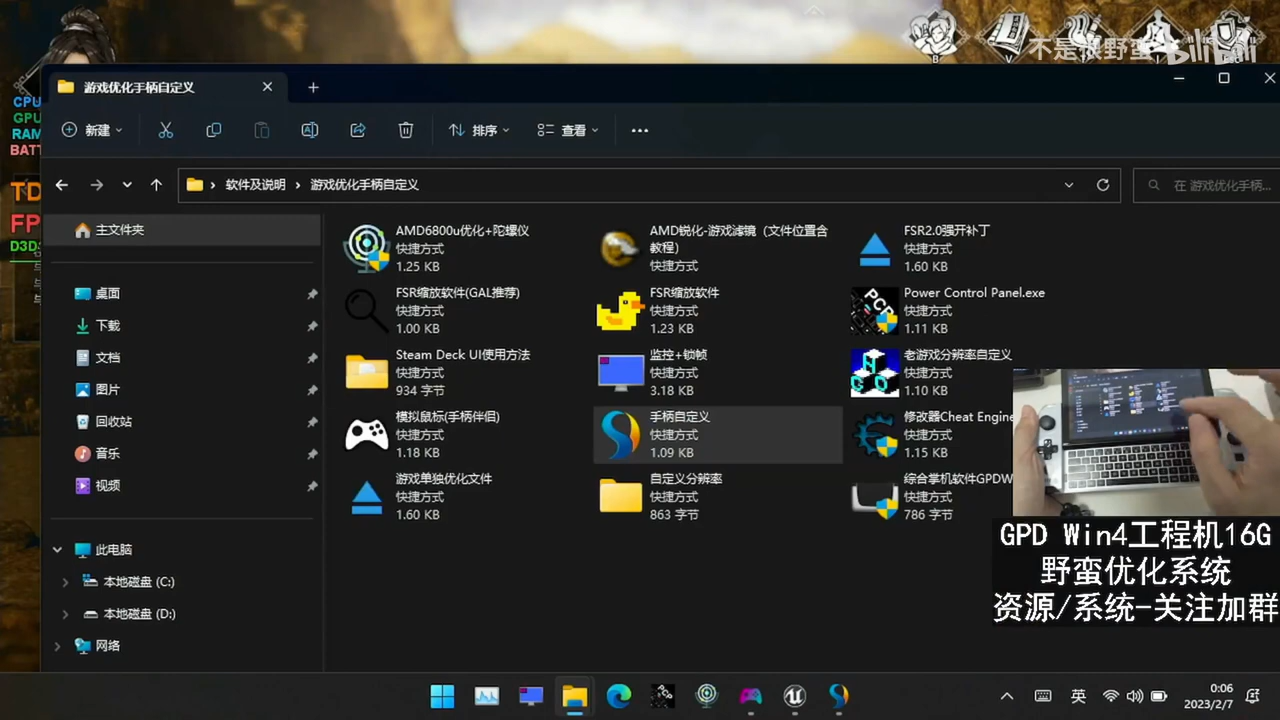 不是很野蛮
bilibili
游戏优化手柄自定义
CPU
GPU
RAM
BATT
新建
排序
查看
软件及说明
游戏优化手柄自定义
在 游戏优化手柄...
TD
FP
D3D
主文件夹
桌面
下载
文档
图片
回收站
音乐
视频
此电脑
本地磁盘 (C:)
本地磁盘 (D:)
网络
AMD6800u优化+陀螺仪
快捷方式
1.25 KB
AMD锐化-游戏滤镜（文件位置含
教程）
快捷方式
FSR2.0强开补丁
快捷方式
1.60 KB
FSR缩放软件(GAL推荐)
快捷方式
1.00 KB
FSR缩放软件
快捷方式
1.23 KB
Power Control Panel.exe
快捷方式
1.11 KB
Steam Deck UI使用方法
快捷方式
934 字节
监控+锁帧
快捷方式
3.18 KB
老游戏分辨率自定义
快捷方式
1.10 KB
模拟鼠标(手柄伴侣)
快捷方式
1.18 KB
手柄自定义
快捷方式
1.09 KB
修改器Cheat Engine
快捷方式
1.15 KB
游戏单独优化文件
快捷方式
1.60 KB
自定义分辨率
快捷方式
863 字节
综合掌机软件GPDW
快捷方式
786 字节
GPD Win4工程机16G
野蛮优化系统
资源/系统-关注加群
英
0:06
2023/2/7